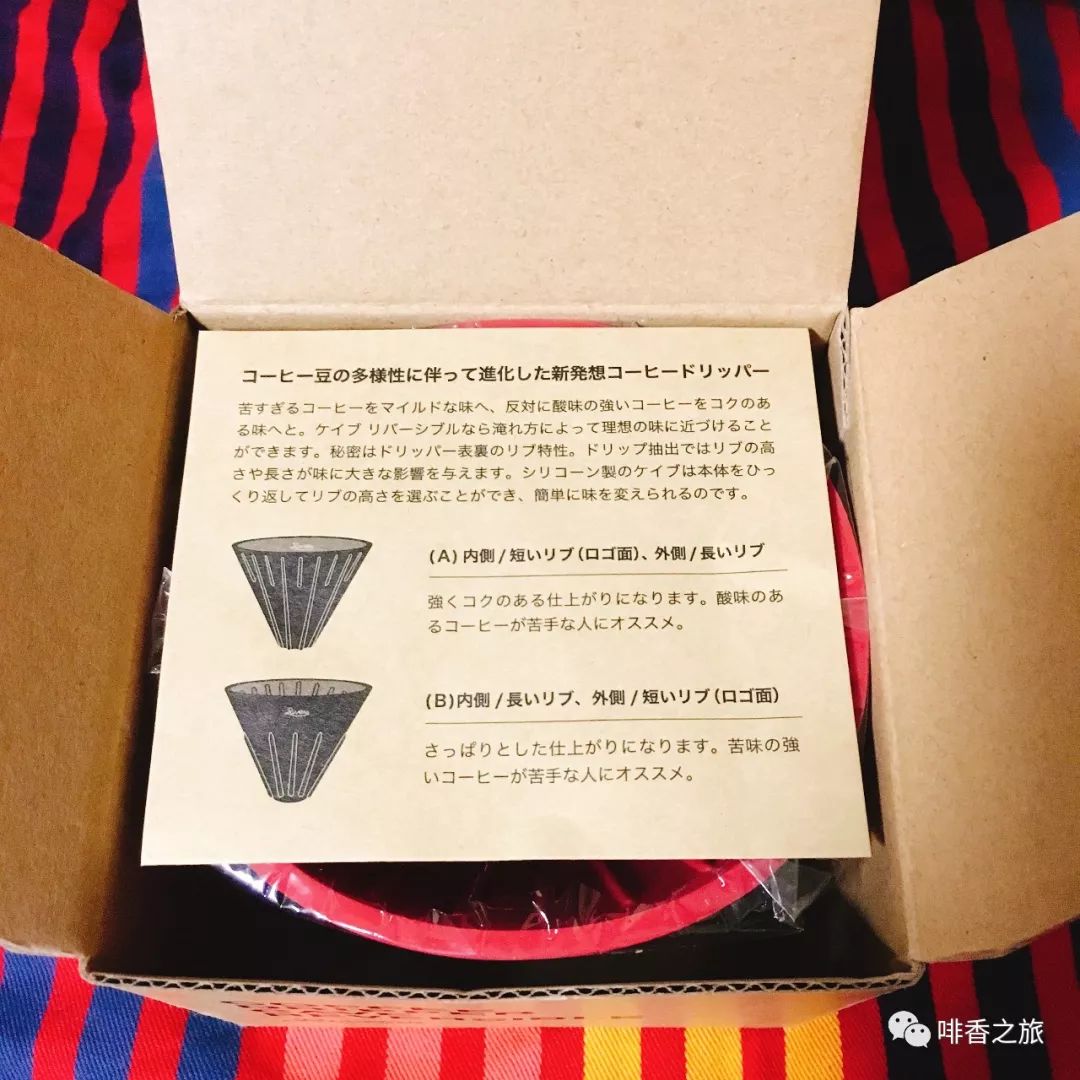 コーヒー豆の多様性に伴って進化した新発想コーヒードリッパー
苦すぎるコーヒーをマイルドな味へ、反対に酸味の強いコーヒーをコクのあ
る味へと。ケイブ リバーシブルなら淹れ方によって理想の味に近づけること
ができます。秘密はドリッパー表裏のリブ特性。ドリップ抽出ではリブの高
さや長さが味に大きな影響を与えます。シリコーン製のケイブは本体をひっ
くり返してリブの高さを選ぶことができ、簡単に味を変えられるのです。
(A) 内側 / 短いリブ（ロゴ面）、外側 / 長いリブ
強くコクのある仕上がりになります。酸味のあ
るコーヒーが苦手な人にオススメ。
(B)内側 / 長いリブ、外側 / 短いリブ（ロゴ面）
さっぱりとした仕上がりになります。苦味の強
いコーヒーが苦手な人にオススメ。
啡香之旅